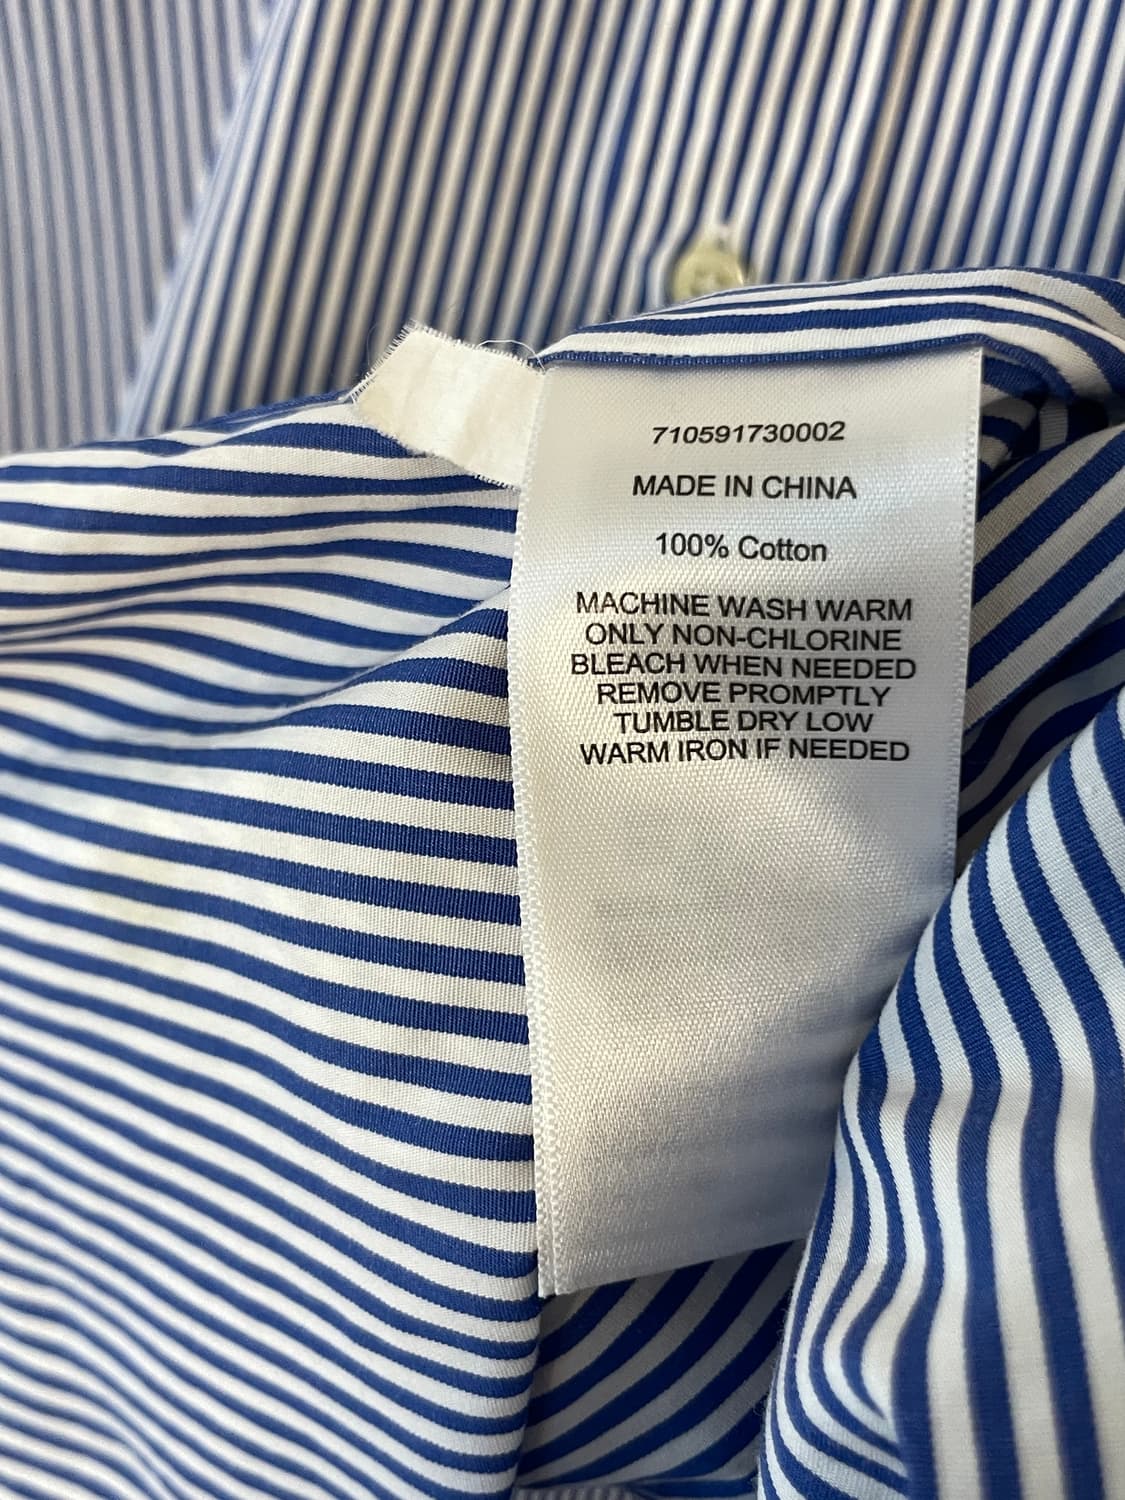 710591730002
MADE IN CHINA
100% Cotton
MACHINE WASH WARM
ONLY NON-CHLORINE
BLEACH WHEN NEEDED
REMOVE PROMPTLY
TUMBLE DRY LOW
WARM IRON IF NEEDED